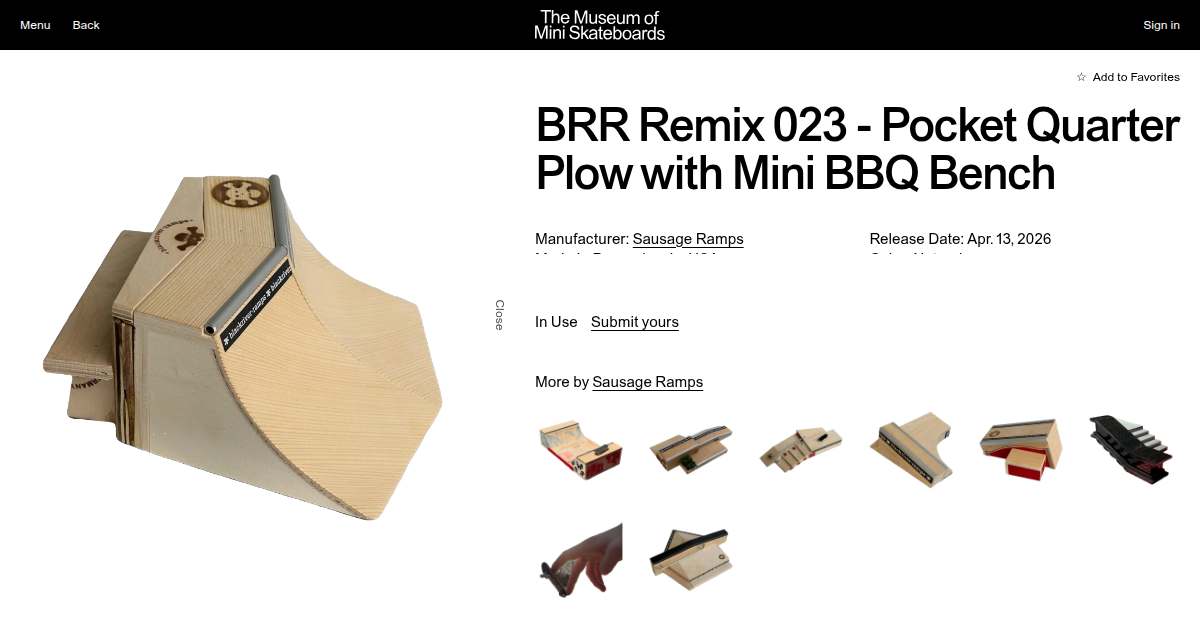 Menu
Back
The Museum of
Mini Skateboards
Sign in
☆ Add to Favorites
BRR Remix 023 - Pocket Quarter
Plow with Mini BBQ Bench
Manufacturer: Sausage Ramps
Release Date: Apr. 13, 2026
Close
In Use
Submit yours
More by Sausage Ramps
blackriver-ramps